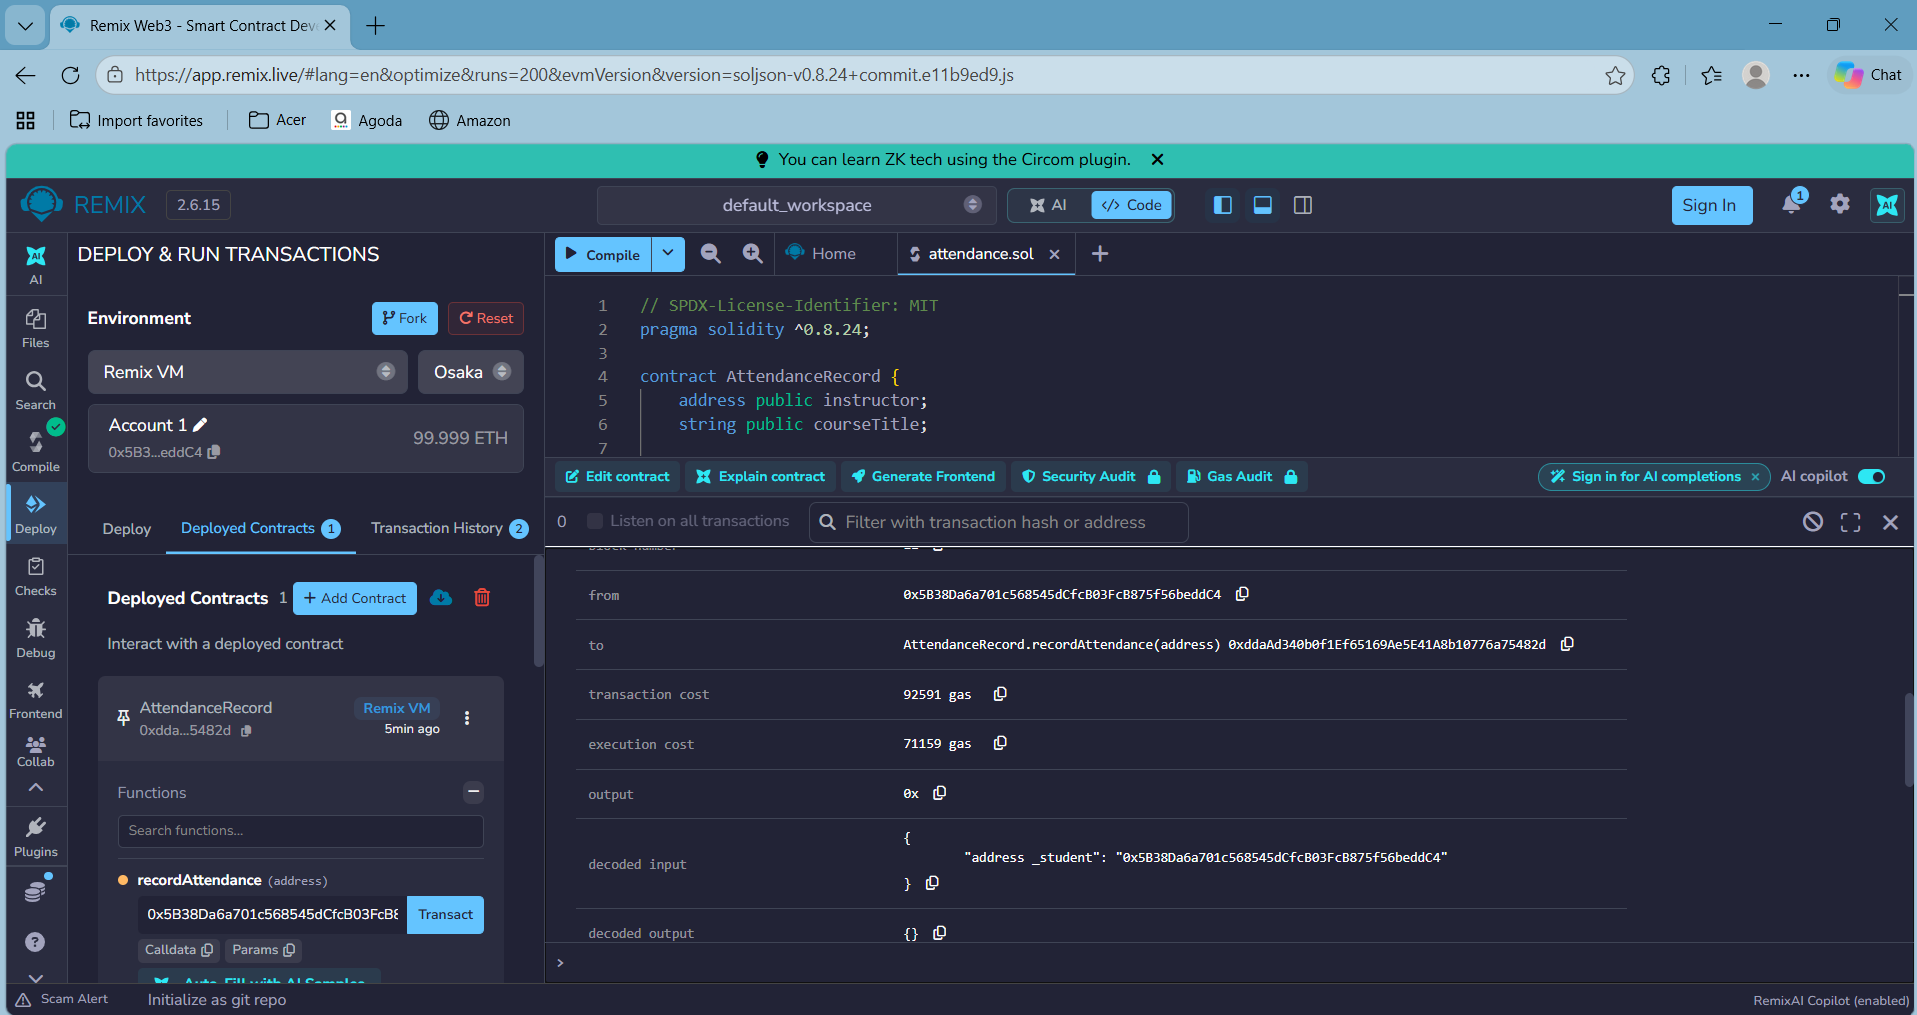 Remix Web3 - Smart Contract Dev
https://app.remix.live/#lang=en&optimize&runs=200&evmVersion&version=soljson-v0.8.24+commit.e11b9ed9.js
Chat
Import favorites
Acer
Agoda
Amazon
You can learn ZK tech using the Circom plugin.
REMIX
2.6.15
default_workspace
AI
</> Code
Sign In
1
AI
AI
AI
Files
Search
Compile
Deploy
Checks
Debug
Frontend
Collab
Plugins
DEPLOY & RUN TRANSACTIONS
Environment
Fork
Reset
Remix VM
Osaka
Account 1
0x5B3...eddC4
99.999 ETH
Deploy
Deployed Contracts 1
Transaction History 2
Deployed Contracts 1
+ Add Contract
Interact with a deployed contract
AttendanceRecord
0xdda...5482d
Remix VM
5min ago
Functions
Search functions...
recordAttendance (address)
0x5B38Da6a701c568545dCfcB03FcB8
Transact
Calldata
Params
Auto-Fill with AI Samples
Compile
Home
attendance.sol
1 // SPDX-License-Identifier: MIT
2 pragma solidity ^0.8.24;
3
4 contract AttendanceRecord {
5 address public instructor;
6 string public courseTitle;
7
Edit contract
Explain contract
Generate Frontend
Security Audit
Gas Audit
Sign in for AI completions ×
AI copilot
0
Listen on all transactions
Filter with transaction hash or address
block number
from 0x5B38Da6a701c568545dCfcB03FcB875f56beddC4
to AttendanceRecord.recordAttendance(address) 0xddaAd340b0f1Ef65169Ae5E41A8b10776a75482d
transaction cost 92591 gas
execution cost 71159 gas
output 0x
decoded input {
"address _student": "0x5B38Da6a701c568545dCfcB03FcB875f56beddC4"
}
decoded output {}
>
Scam Alert
Initialize as git repo
RemixAI Copilot (enabled)